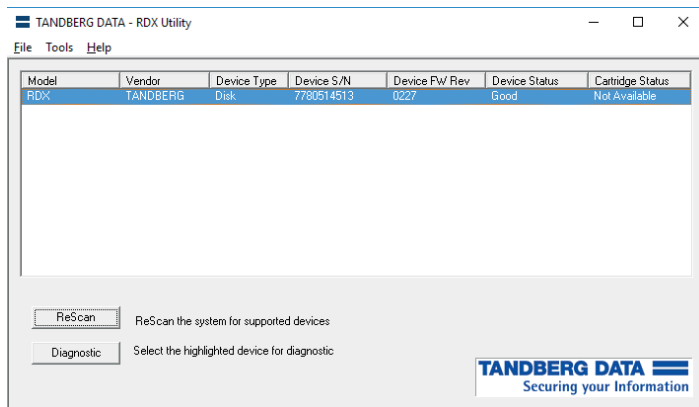 TANDBERG DATA - RDX Utility
File Tools Help
Model Vendor Device Type Device S/N Device FW Rev Device Status Cartridge Status
RDX TANDBERG Disk 7780514513 0227 Good Not Available
ReScan ReScan the system for supported devices
Diagnostic Select the highlighted device for diagnostic
TANDBERG DATA
Securing your Information